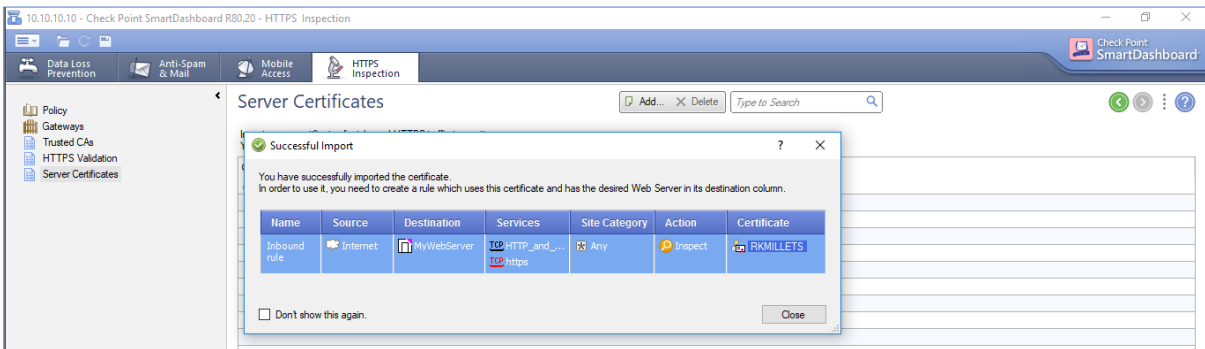 10.10.10.10 - Check Point SmartDashboard R80.20 - HTTPS Inspection
Check Point
SmartDashboard
Data Loss
Prevention
Anti-Spam
& Mail
Mobile
Access
HTTPS
Inspection
Policy
Gateways
Trusted CAs
HTTPS Validation
Server Certificates
Server Certificates
Add...
Delete
Type to Search
Successful Import
You have successfully imported the certificate.
In order to use it, you need to create a rule which uses this certificate and has the desired Web Server in its destination column.
Name Source Destination Services Site Category Action Certificate
Inbound Internet MyWebServer TCP HTTP_and_... Any Inspect RKMILLETS
rule TCP https
Don't show this again.
Close